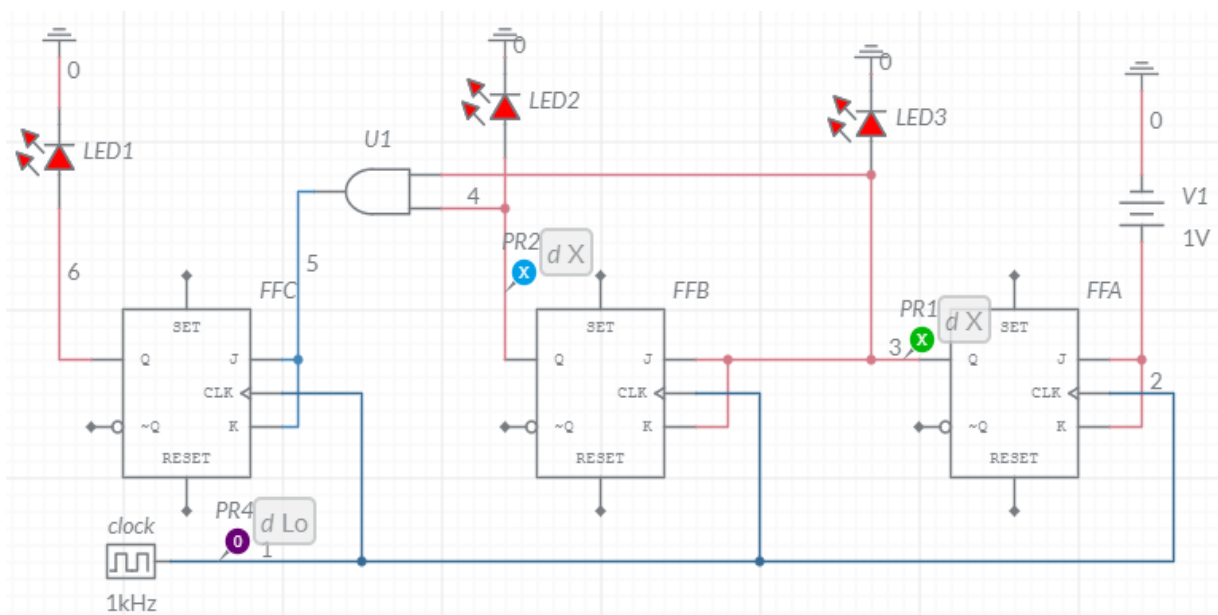 0
0
0
0
LED2
LED3
LED1
U1
4
V1
1V
5
PR2
d X
X
6
FFC
FFB
FFA
PR1
d X
X
3
2
SET
Q
J
CLK
~Q
K
RESET
SET
Q
J
CLK
~Q
K
RESET
SET
Q
J
CLK
~Q
K
RESET
clock
PR4
d Lo
0
1
1kHz